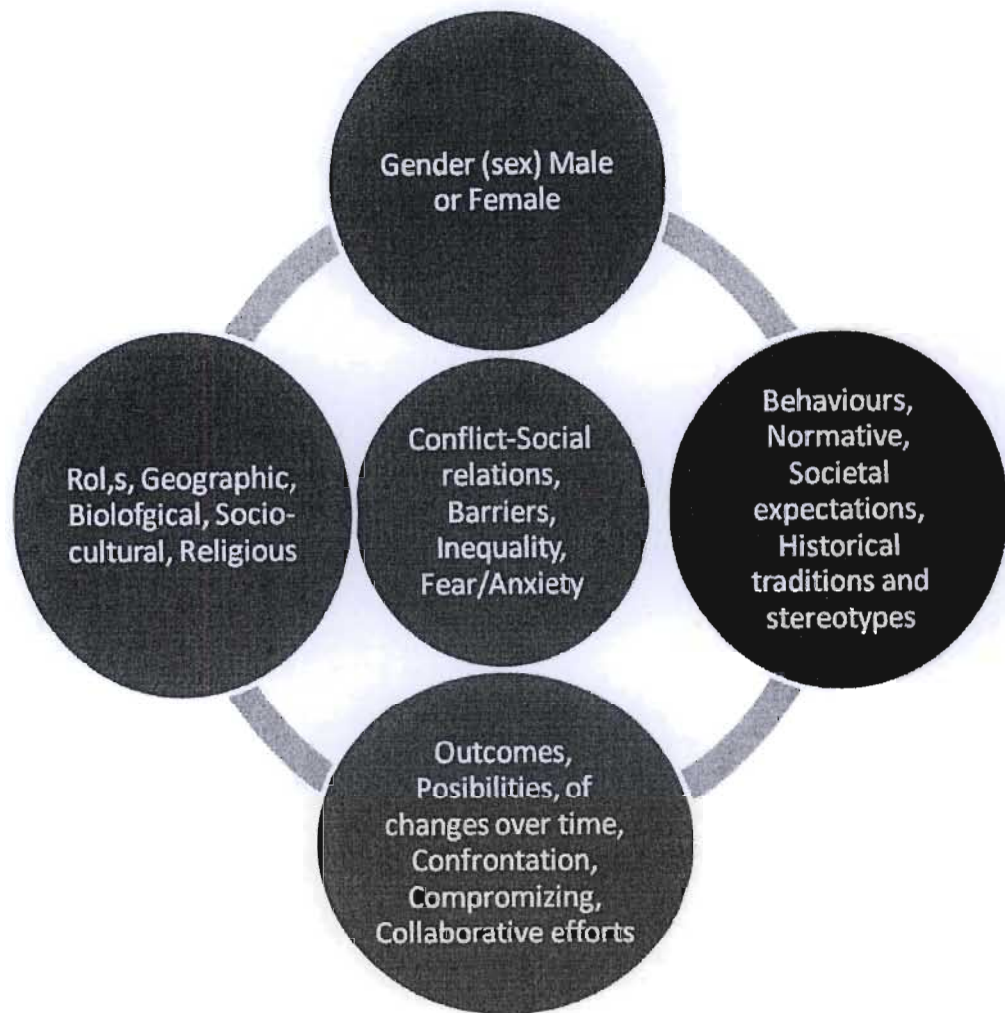 Gender (sex) Male
or Female
Rol,s, Geographic,
Biolofgical, Socio-
cultural, Religious
Conflict-Social
relations,
Barriers,
Inequality,
Fear/Anxiety
Behaviours,
Normative,
Societal
expectations,
Historical
traditions and
stereotypes
Outcomes,
Posibilities, of
changes over time,
Confrontation,
Compromizing,
Collaborative efforts